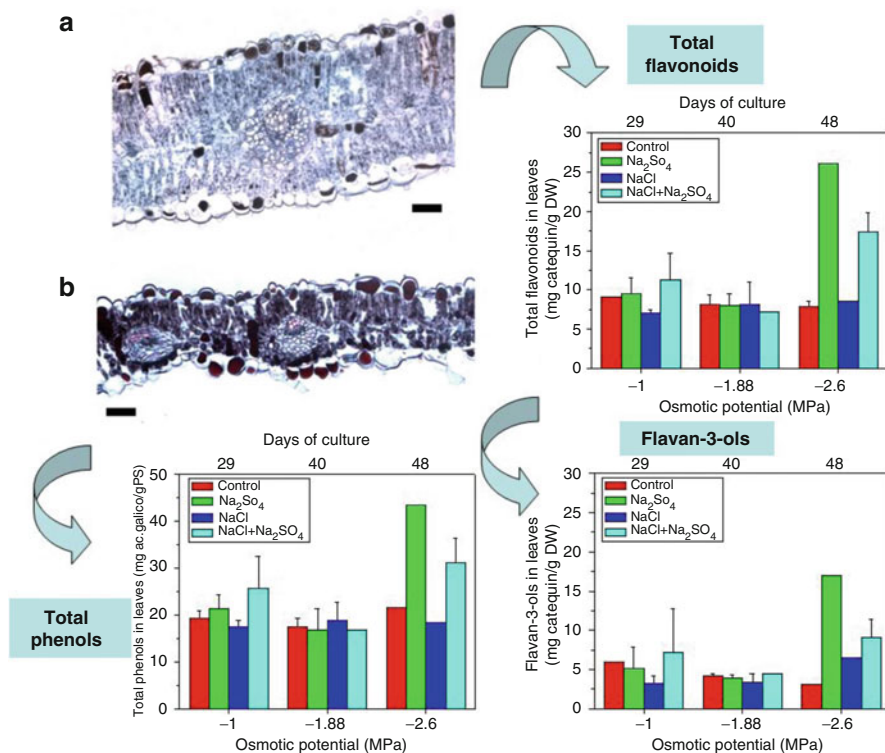 a
Total
flavonoids
Days of culture
29 40 48
30
25
20
15
10
5
0
Control
Na₂So₄
NaCl
NaCl+Na₂SO₄
Total flavonoids in leaves
(mg catequin/g DW)
−1 −1.88 −2.6
Osmotic potential (MPa)
b
Total
phenols
Days of culture
29 40 48
50
40
30
20
10
0
Control
Na₂So₄
NaCl
NaCl+Na₂SO₄
Total phenols in leaves (mg ac.galico/gPS)
−1 −1.88 −2.6
Osmotic potential (MPa)
Flavan-3-ols
29 40 48
30
25
20
15
10
5
0
Control
Na₂So₄
NaCl
NaCl+Na₂SO₄
Flavan-3-ols in leaves
(mg catequin/g DW)
−1 −1.88 −2.6
Osmotic potential (MPa)